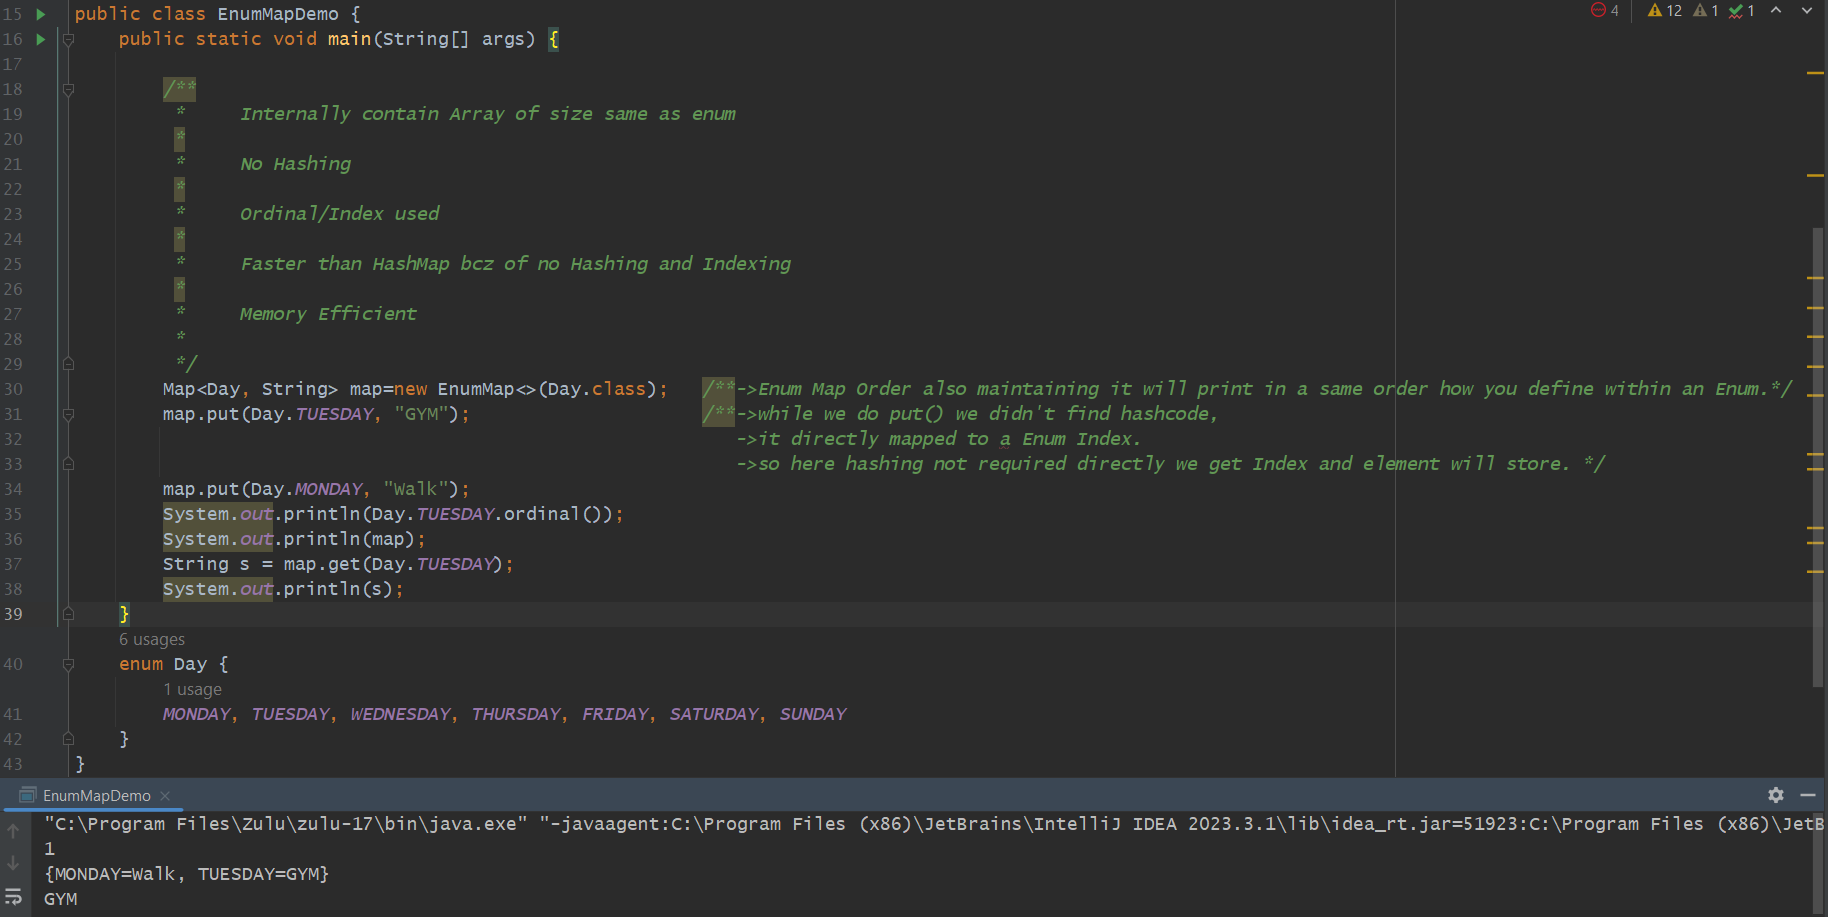 15 public class EnumMapDemo { 4 12 1 1
16 public static void main(String[] args) {
17
18 /**
19 * Internally contain Array of size same as enum
20 *
21 * No Hashing
22 *
23 * Ordinal/Index used
24 *
25 * Faster than HashMap bcz of no Hashing and Indexing
26 *
27 * Memory Efficient
28 *
29 */
30 Map<Day, String> map=new EnumMap<>(Day.class); /**->Enum Map Order also maintaining it will print in a same order how you define within an Enum.*/
31 map.put(Day.TUESDAY, "GYM"); /**->while we do put() we didn't find hashcode,
32 ->it directly mapped to a Enum Index.
33 ->so here hashing not required directly we get Index and element will store. */
34 map.put(Day.MONDAY, "Walk");
35 System.out.println(Day.TUESDAY.ordinal());
36 System.out.println(map);
37 String s = map.get(Day.TUESDAY);
38 System.out.println(s);
39 }
6 usages
40 enum Day {
1 usage
41 MONDAY, TUESDAY, WEDNESDAY, THURSDAY, FRIDAY, SATURDAY, SUNDAY
42 }
43 }
EnumMapDemo
"C:\Program Files\Zulu\zulu-17\bin\java.exe" "-javaagent:C:\Program Files (x86)\JetBrains\IntelliJ IDEA 2023.3.1\lib\idea_rt.jar=51923:C:\Program Files (x86)\JetB
1
{MONDAY=Walk, TUESDAY=GYM}
GYM